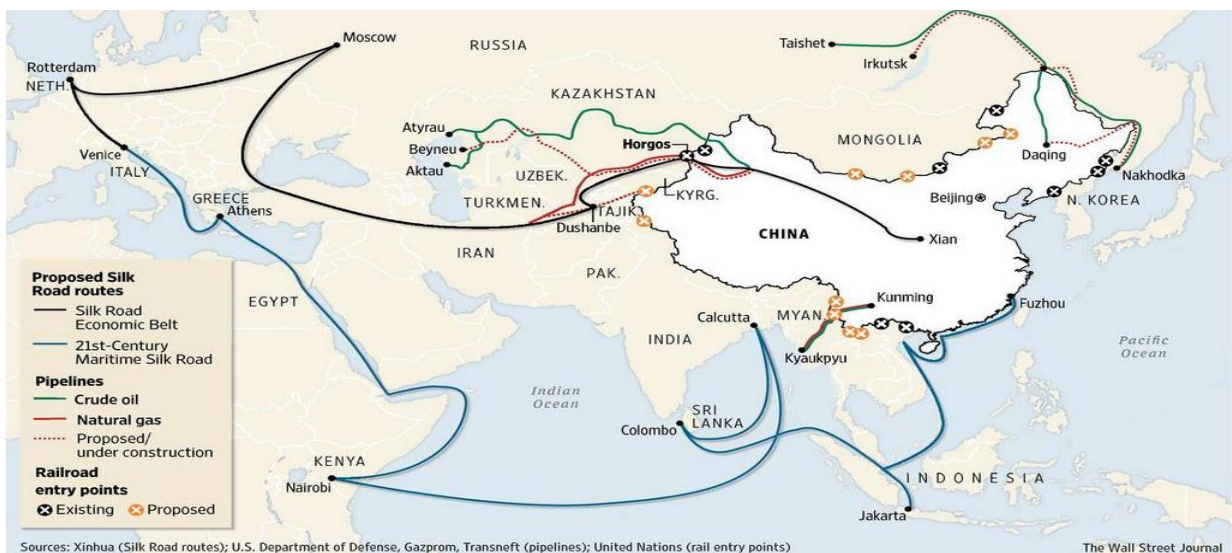 Moscow
RUSSIA
Taishet
Irkutsk
Rotterdam
NETH.
KAZAKHSTAN
Atyrau
Beyneu
Aktau
Horgos
MONGOLIA
Daqing
Nakhodka
Venice
ITALY
UZBEK.
KYRG.
Beijing
N. KOREA
GREECE
Athens
TURKMEN.
TAJIK.
Dushanbe
CHINA
Xian
IRAN
PAK.
Proposed Silk
Road routes
Silk Road
Economic Belt
21st-Century
Maritime Silk Road
Pipelines
Crude oil
Natural gas
Proposed/
under construction
Railroad
entry points
Existing
Proposed
EGYPT
Calcutta
MYAN.
Kunming
Fuzhou
INDIA
Kyaukpyu
Pacific
Ocean
Indian
Ocean
SRI
LANKA
Colombo
KENYA
Nairobi
INDONESIA
Jakarta
Sources: Xinhua (Silk Road routes); U.S. Department of Defense, Gazprom, Transneft (pipelines); United Nations (rail entry points)
The Wall Street Journal